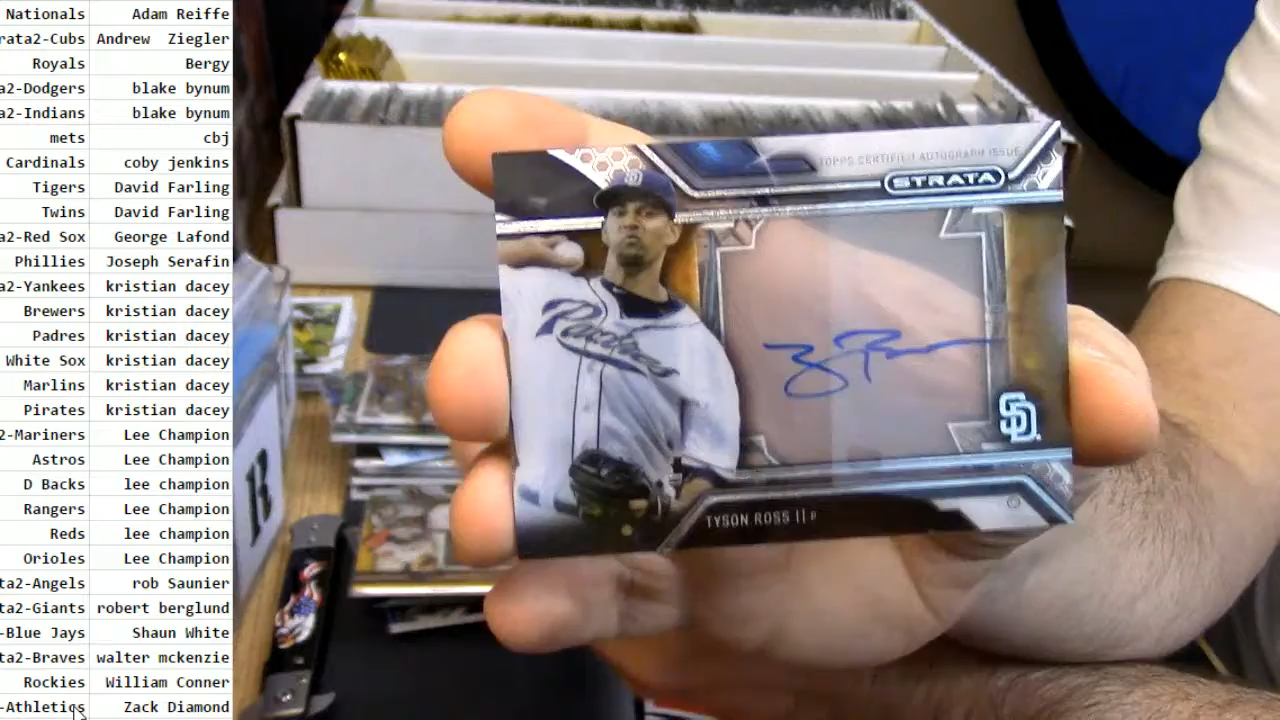 Nationals Adam Reiffe
rata2-Cubs Andrew Ziegler
Royals Bergy
a2-Dodgers blake bynum
a2-Indians blake bynum
mets cbj
Cardinals coby jenkins
Tigers David Farling
Twins David Farling
a2-Red Sox George Lafond
Phillies Joseph Serafin
a2-Yankees kristian dacey
Brewers kristian dacey
Padres kristian dacey
White Sox kristian dacey
Marlins kristian dacey
Pirates kristian dacey
2-Mariners Lee Champion
Astros Lee Champion
D Backs lee champion
Rangers Lee Champion
Reds lee champion
Orioles Lee Champion
ta2-Angels rob Saunier
ta2-Giants robert berglund
-Blue Jays Shaun White
ta2-Braves walter mckenzie
Rockies William Conner
-Athletics Zack Diamond
TOPPS CERTIFIED AUTOGRAPH ISSUE
STRATA
SD
Padres
SD
TYSON ROSS || P
R